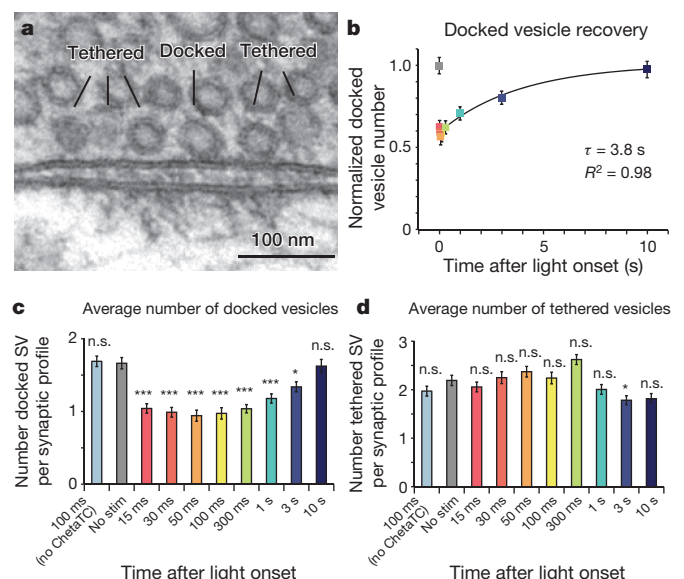 a
Tethered Docked Tethered
100 nm
b
Docked vesicle recovery
Normalized docked
vesicle number
1.0
0.5
0
τ = 3.8 s
R² = 0.98
0 5 10
Time after light onset (s)
c
Average number of docked vesicles
Number docked SV
per synaptic profile
2
1
0
n.s. *** *** *** *** *** *** * n.s.
100 ms
(no ChetaTC)
No stim
15 ms
30 ms
50 ms
100 ms
300 ms
1 s
3 s
10 s
Time after light onset
d
Average number of tethered vesicles
Number tethered SV
per synaptic profile
3
2
1
0
n.s. n.s. n.s. n.s. n.s. n.s. n.s. * n.s.
100 ms
(no ChetaTC)
No stim
15 ms
30 ms
50 ms
100 ms
300 ms
1 s
3 s
10 s
Time after light onset